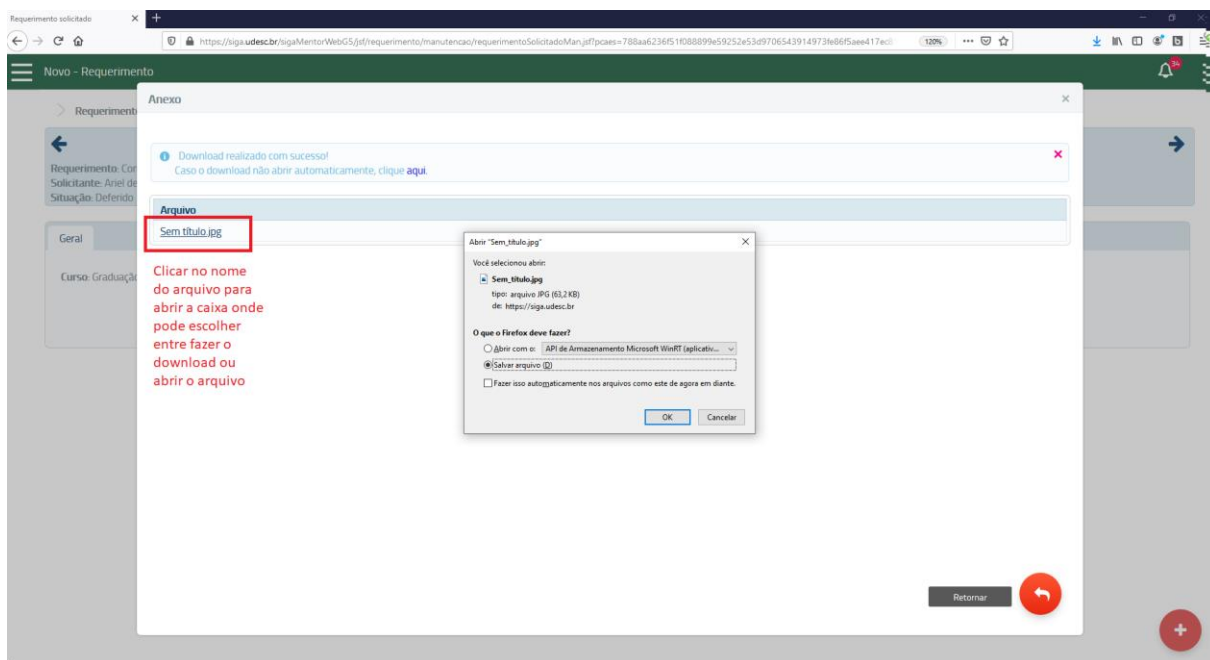 Requerimento solicitado
https://siga.udesc.br/sigaMentorWebG5/jsf/requerimento/manutencao/requerimentoSolicitadoMan.jsf?pcaes=
120%
Novo - Requerimento
34
Requerimento
Anexo
Requerimento: Con
Solicitante: Ariel de
Situação: Deferido
Download realizado com sucesso!
Caso o download não abrir automaticamente, clique aqui.
Arquivo
Sem título.jpg
Geral
Curso: Graduação
Clicar no nome
do arquivo para
abrir a caixa onde
pode escolher
entre fazer o
download ou
abrir o arquivo
Abrir "Sem_título.jpg"
Você selecionou abrir:
Sem_título.jpg
tipo: arquivo JPG (63,2 KB)
de: https://siga.udesc.br
O que o Firefox deve fazer?
Abrir com o: API de Armazenamento Microsoft WinRT (aplicativ...
Salvar arquivo (D)
Fazer isso automaticamente nos arquivos como este de agora em diante.
OK Cancelar
Retornar